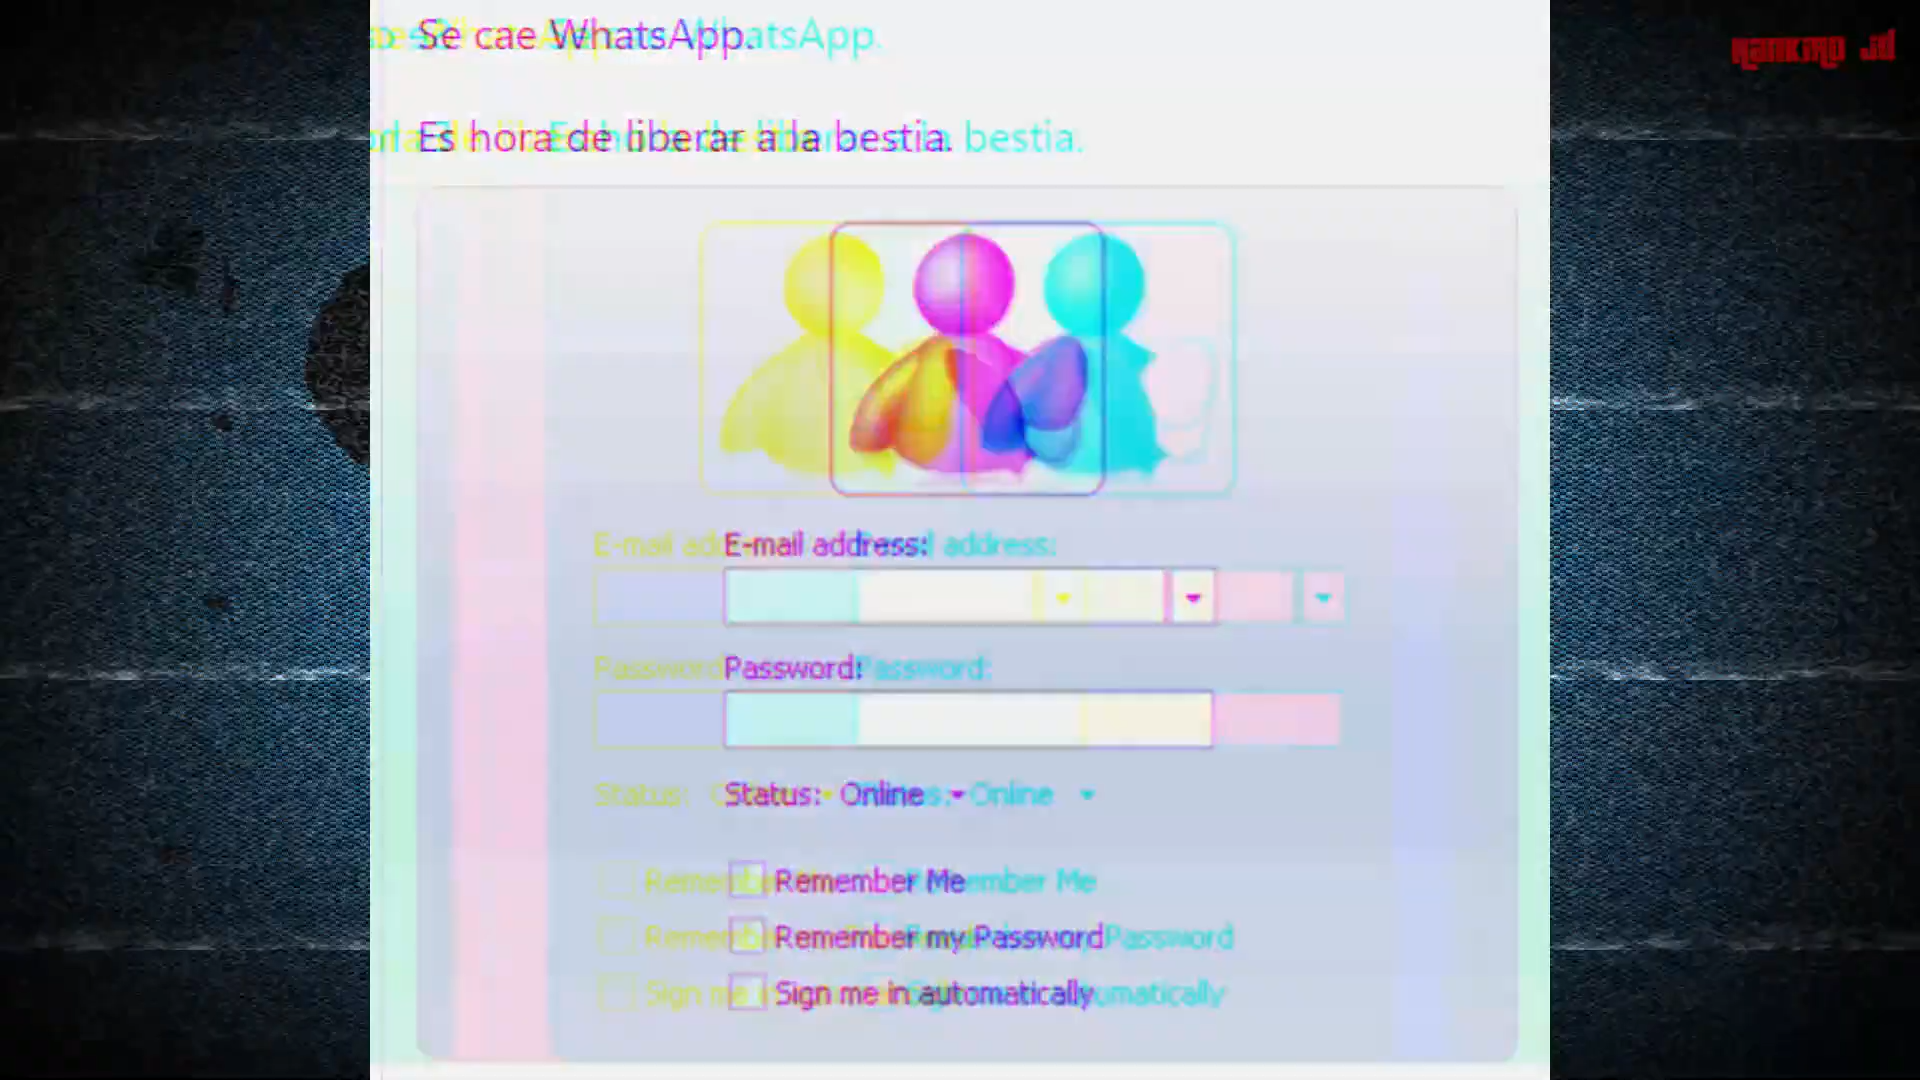 Se cae WhatsApp.
Es hora de liberar a la bestia.
E-mail address:
Password:
Status: Online
Remember Me
Remember my Password
Sign me in automatically